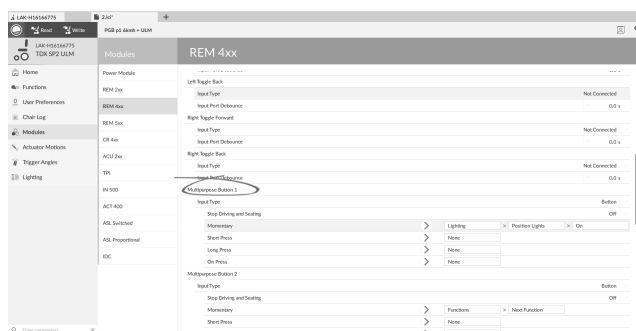 LAK-H16166775
2.lcl*
+
Read
Write
PGB p1 6kmh + ULM
LAK-H16166775
TDX SP2 ULM
Modules
REM 4xx
Home
Functions
User Preferences
Chair Log
Modules
Actuator Motions
Trigger Angles
Lighting
Power Module
REM 2xx
REM 4xx
REM 5xx
CR 4xx
ACU 2xx
TPI
IN 500
ACT 400
ASL Switched
ASL Proportional
IDC
Left Toggle Back
Input Type Not Connected
Input Port Debounce 0.0 s
Right Toggle Forward
Input Type Not Connected
Input Port Debounce 0.0 s
Right Toggle Back
Input Type Not Connected
Input Port Debounce 0.0 s
Multipurpose Button 1
Input Type Button
Stop Driving and Seating Off
Momentary > Lighting > Position Lights > On
Short Press > None
Long Press > None
On Press > None
Multipurpose Button 2
Input Type Button
Stop Driving and Seating Off
Momentary > Functions > Next Function
Short Press > None
Filter parameters